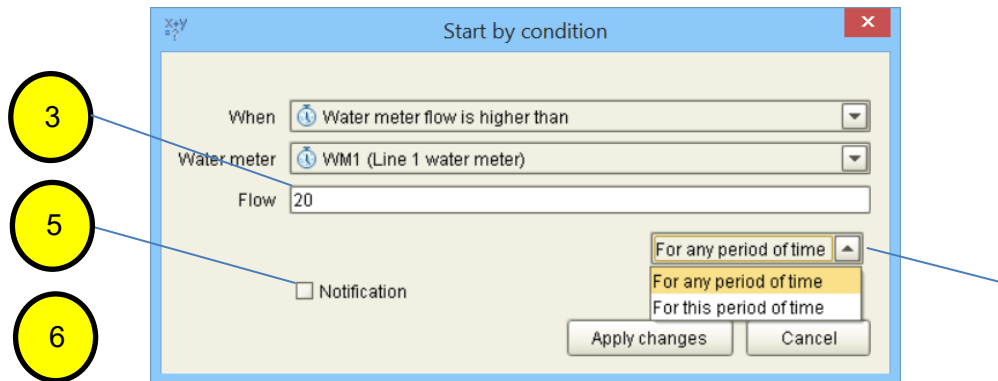 x+y
=?
Start by condition
x
3
When Water meter flow is higher than
Water meter WM1 (Line 1 water meter)
Flow 20
5
For any period of time
For any period of time
Notification
For this period of time
6
Apply changes Cancel